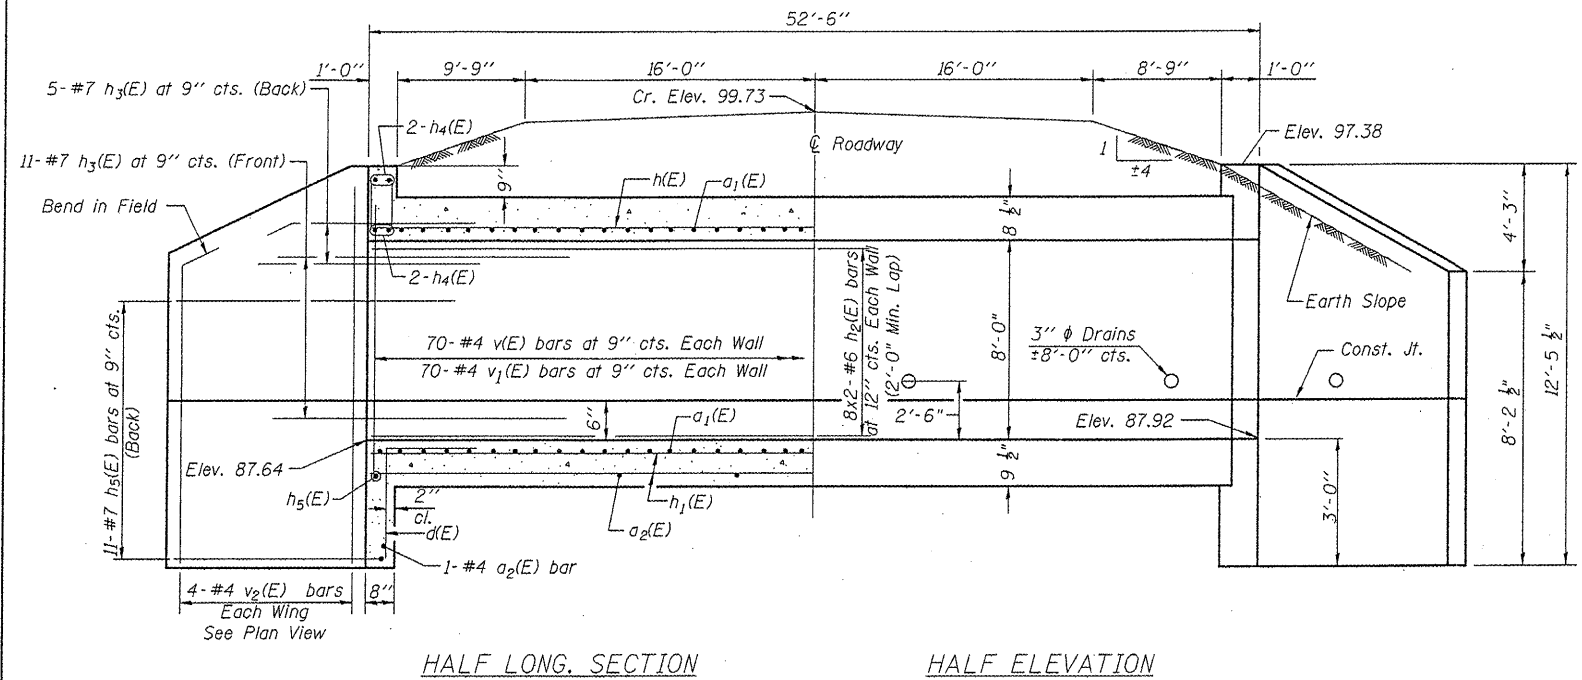 52'-6"
1'-0"
9'-9"
16'-0"
16'-0"
8'-9"
1'-0"
5-#7 h3(E) at 9" cts. (Back)
Cr. Elev. 99.73
2-h4(E)
Elev. 97.38
11-#7 h3(E) at 9" cts. (Front)
℄ Roadway
1
±4
9"
h(E)
a1(E)
Bend in Field
8 ½"
4'-3"
2-h4(E)
Earth Slope
11-#7 h5(E) bars at 9" cts.
(Back)
70-#4 v(E) bars at 9" cts. Each Wall
70-#4 v1(E) bars at 9" cts. Each Wall
8x2-#6 h2(E) bars
at 12" cts. Each Wall
(2'-0" Min. Lap)
8'-0"
3" ϕ Drains
±8'-0" cts.
Const. Jt.
12'-5 ½"
8'-2 ½"
6"
a1(E)
2'-6"
Elev. 87.92
Elev. 87.64
9 ½"
h5(E)
2"
cl.
h1(E)
3'-0"
d(E)
a2(E)
1-#4 a2(E) bar
4-#4 v2(E) bars
Each Wing
See Plan View
8"
HALF LONG. SECTION
HALF ELEVATION